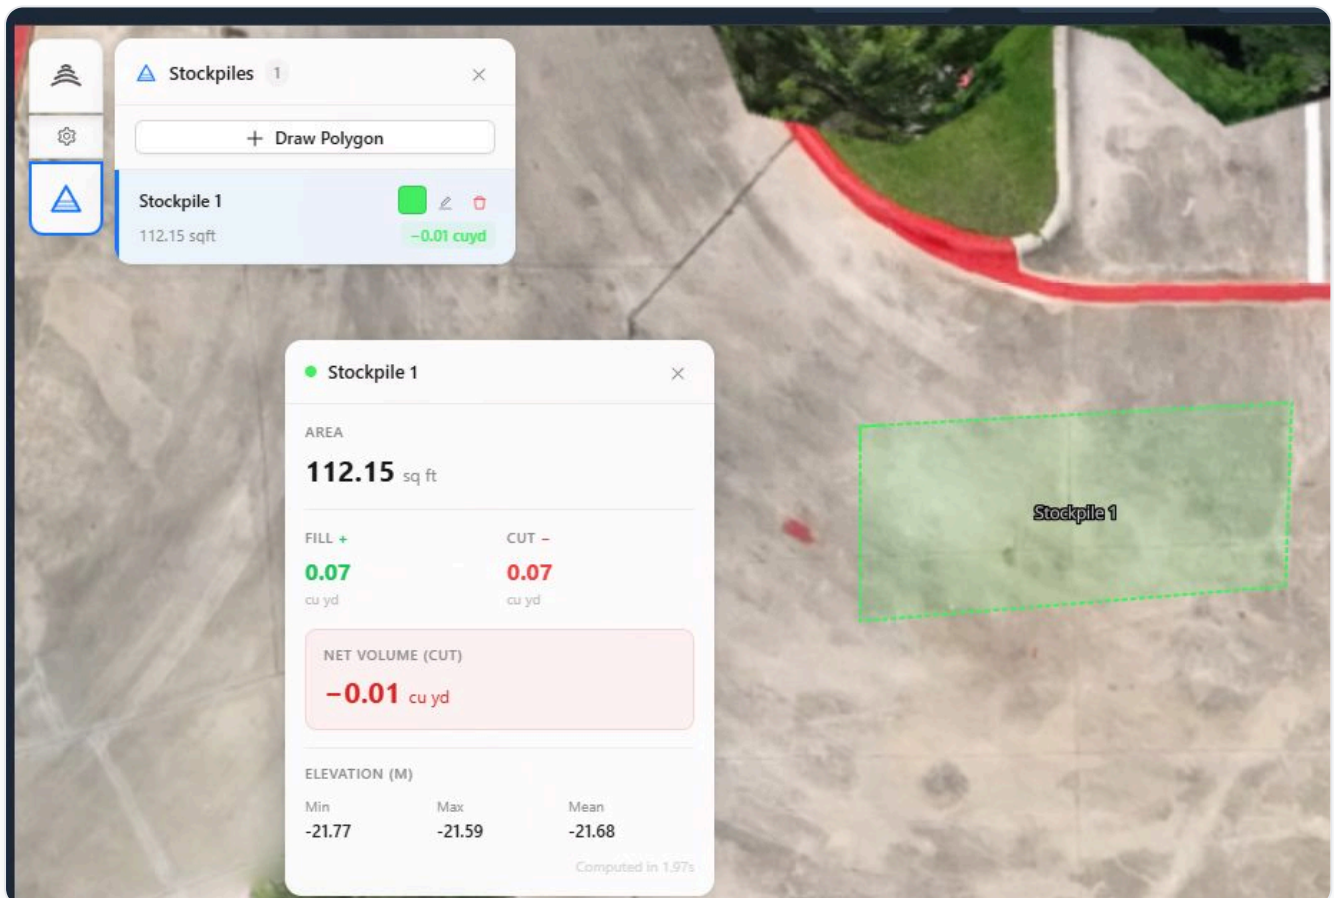 Stockpiles 1
+ Draw Polygon
Stockpile 1
112.15 sqft
−0.01 cuyd
Stockpile 1
AREA
112.15 sq ft
FILL + CUT −
0.07 0.07
cu yd cu yd
NET VOLUME (CUT)
−0.01 cu yd
ELEVATION (M)
Min Max Mean
-21.77 -21.59 -21.68
Computed in 1.97s
Stockpile 1